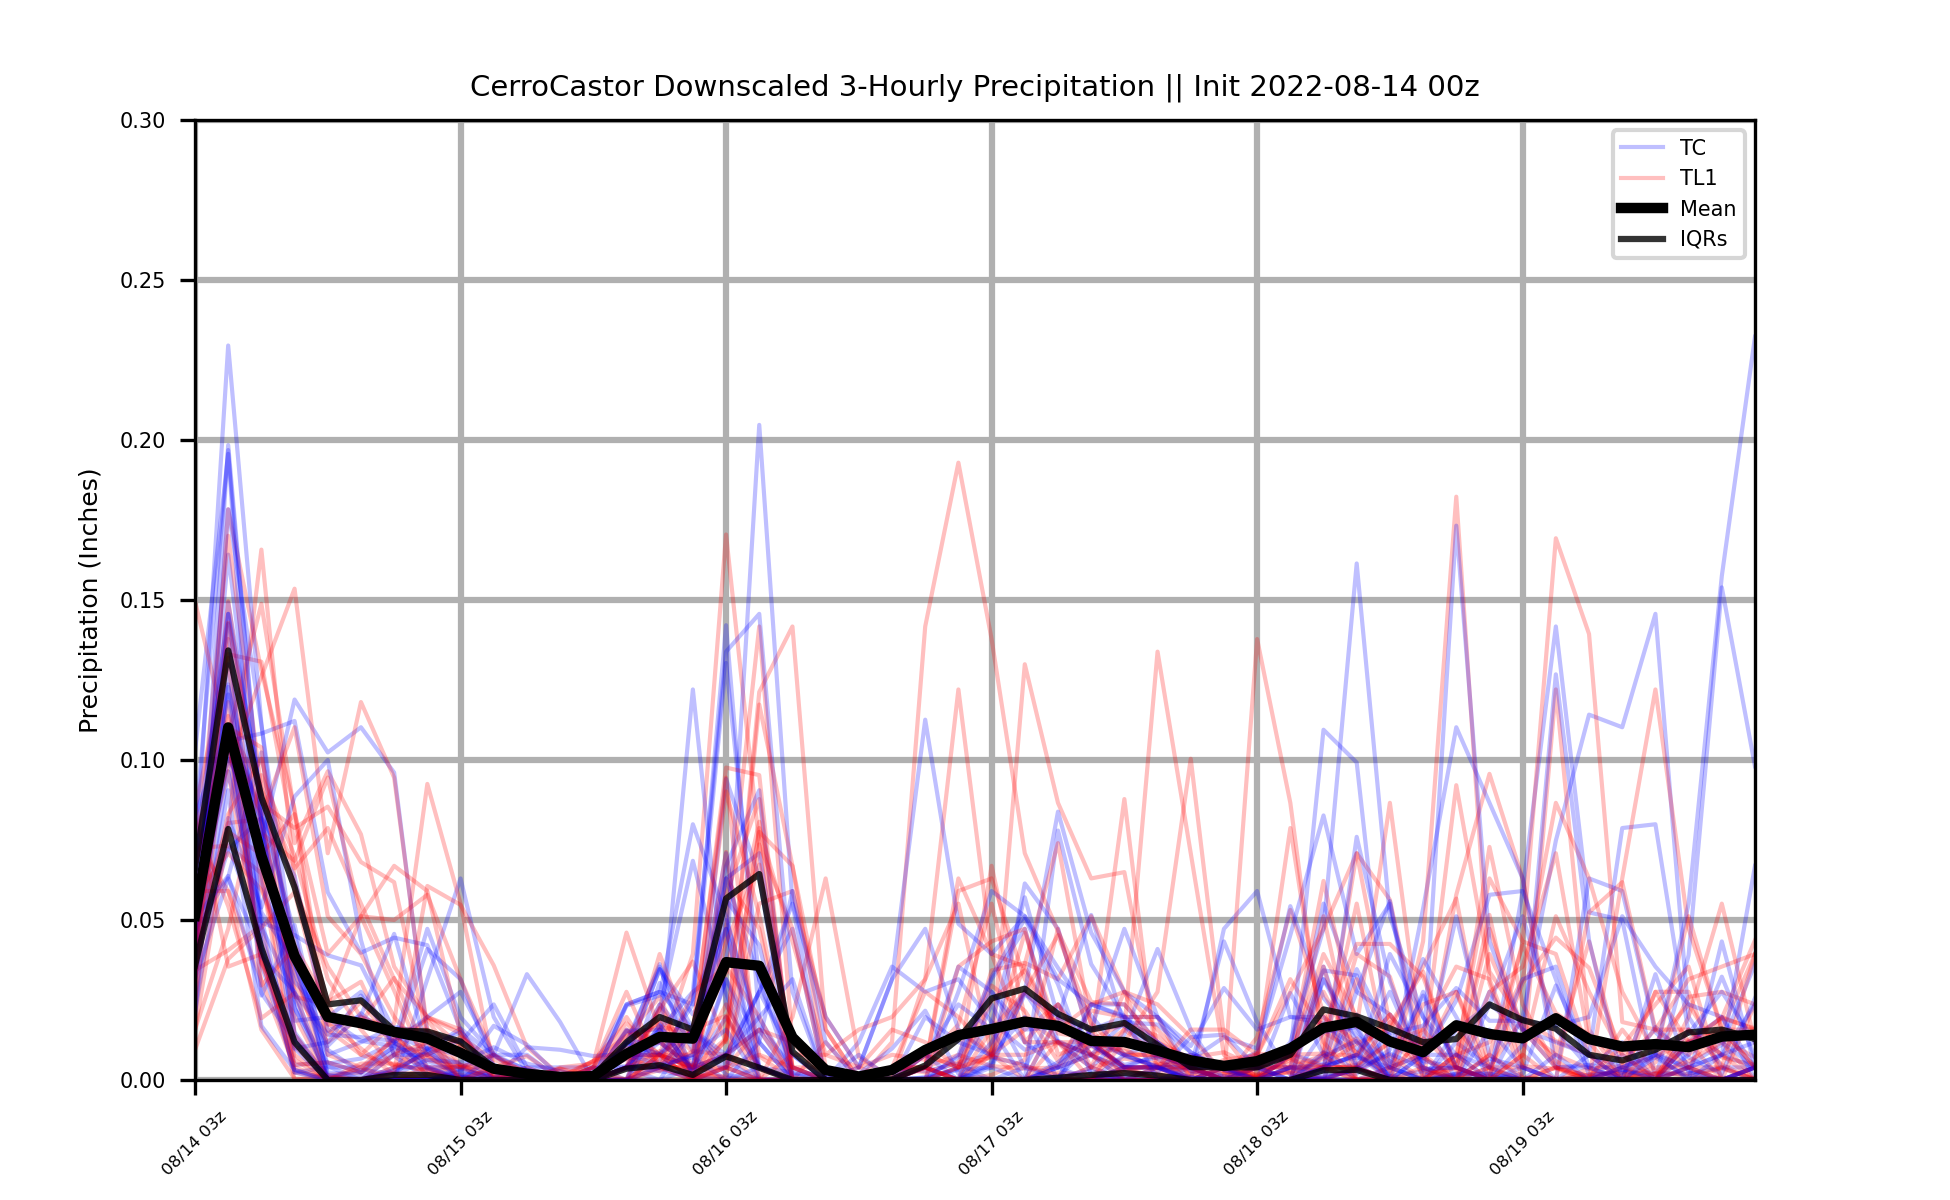 CerroCastor Downscaled 3-Hourly Precipitation || Init 2022-08-14 00z
Precipitation (Inches)
0.30
0.25
0.20
0.15
0.10
0.05
0.00
TC
TL1
Mean
IQRs
08/14 03z
08/15 03z
08/16 03z
08/17 03z
08/18 03z
08/19 03z